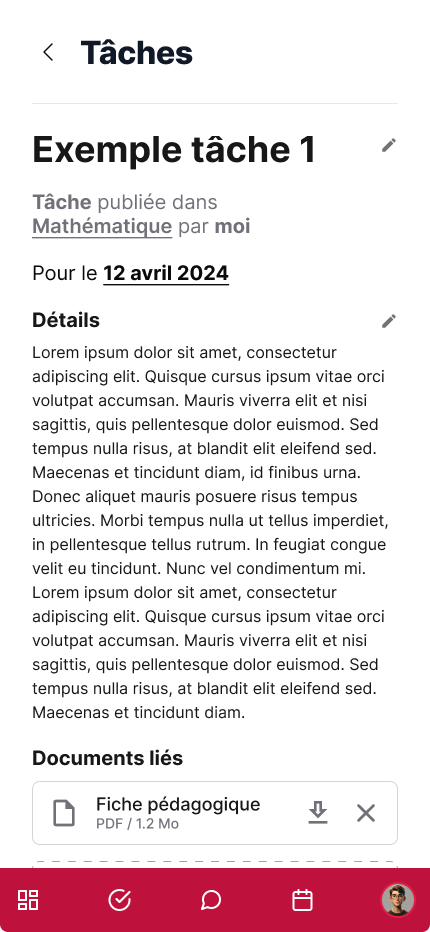 Tâches
Exemple tâche 1
Tâche publiée dans
Mathématique par moi
Pour le 12 avril 2024
Détails
Lorem ipsum dolor sit amet, consectetur
adipiscing elit. Quisque cursus ipsum vitae orci
volutpat accumsan. Mauris viverra elit et nisi
sagittis, quis pellentesque dolor euismod. Sed
tempus nulla risus, at blandit elit eleifend sed.
Maecenas et tincidunt diam, id finibus urna.
Donec aliquet mauris posuere risus tempus
ultricies. Morbi tempus nulla ut tellus imperdiet,
in pellentesque tellus rutrum. In feugiat congue
velit eu tincidunt. Nunc vel condimentum mi.
Lorem ipsum dolor sit amet, consectetur
adipiscing elit. Quisque cursus ipsum vitae orci
volutpat accumsan. Mauris viverra elit et nisi
sagittis, quis pellentesque dolor euismod. Sed
tempus nulla risus, at blandit elit eleifend sed.
Maecenas et tincidunt diam.
Documents liés
Fiche pédagogique
PDF / 1.2 Mo